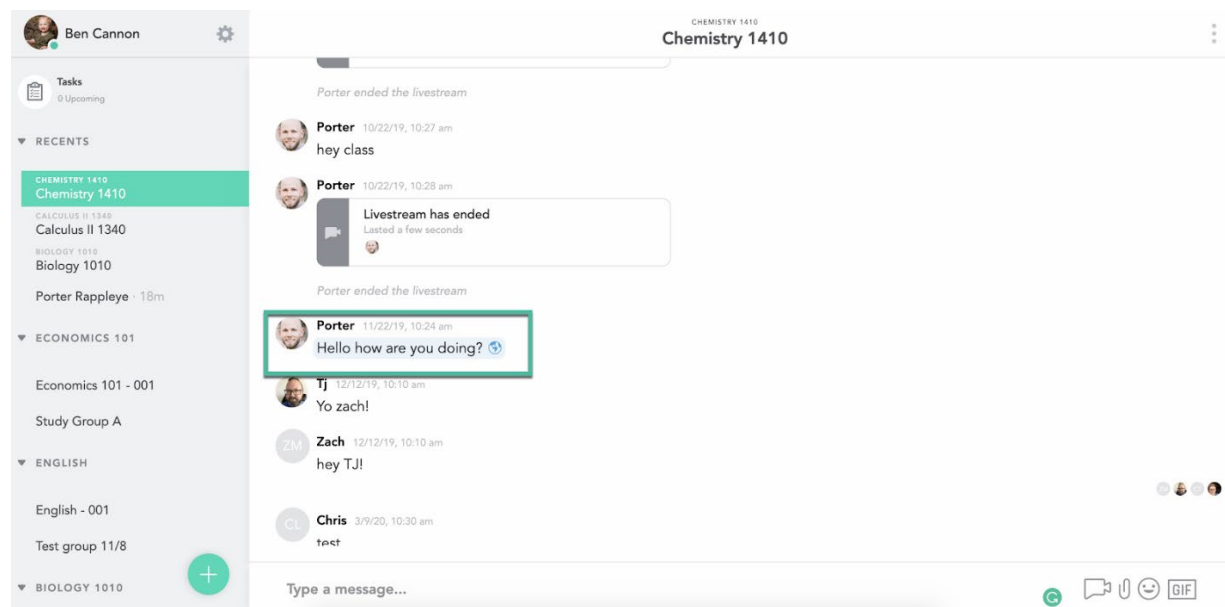 Ben Cannon
Tasks
0 Upcoming
RECENTS
CHEMISTRY 1410
Chemistry 1410
CALCULUS II 1340
Calculus II 1340
BIOLOGY 1010
Biology 1010
Porter Rappleye · 18m
ECONOMICS 101
Economics 101 - 001
Study Group A
ENGLISH
English - 001
Test group 11/8
BIOLOGY 1010
CHEMISTRY 1410
Chemistry 1410
Porter ended the livestream
Porter 10/22/19, 10:27 am
hey class
Porter 10/22/19, 10:28 am
Livestream has ended
Lasted a few seconds
Porter ended the livestream
Porter 11/22/19, 10:24 am
Hello how are you doing?
Tj 12/12/19, 10:10 am
Yo zach!
ZM
Zach 12/12/19, 10:10 am
hey TJ!
CL
Chris 3/9/20, 10:30 am
test
Type a message...
GIF